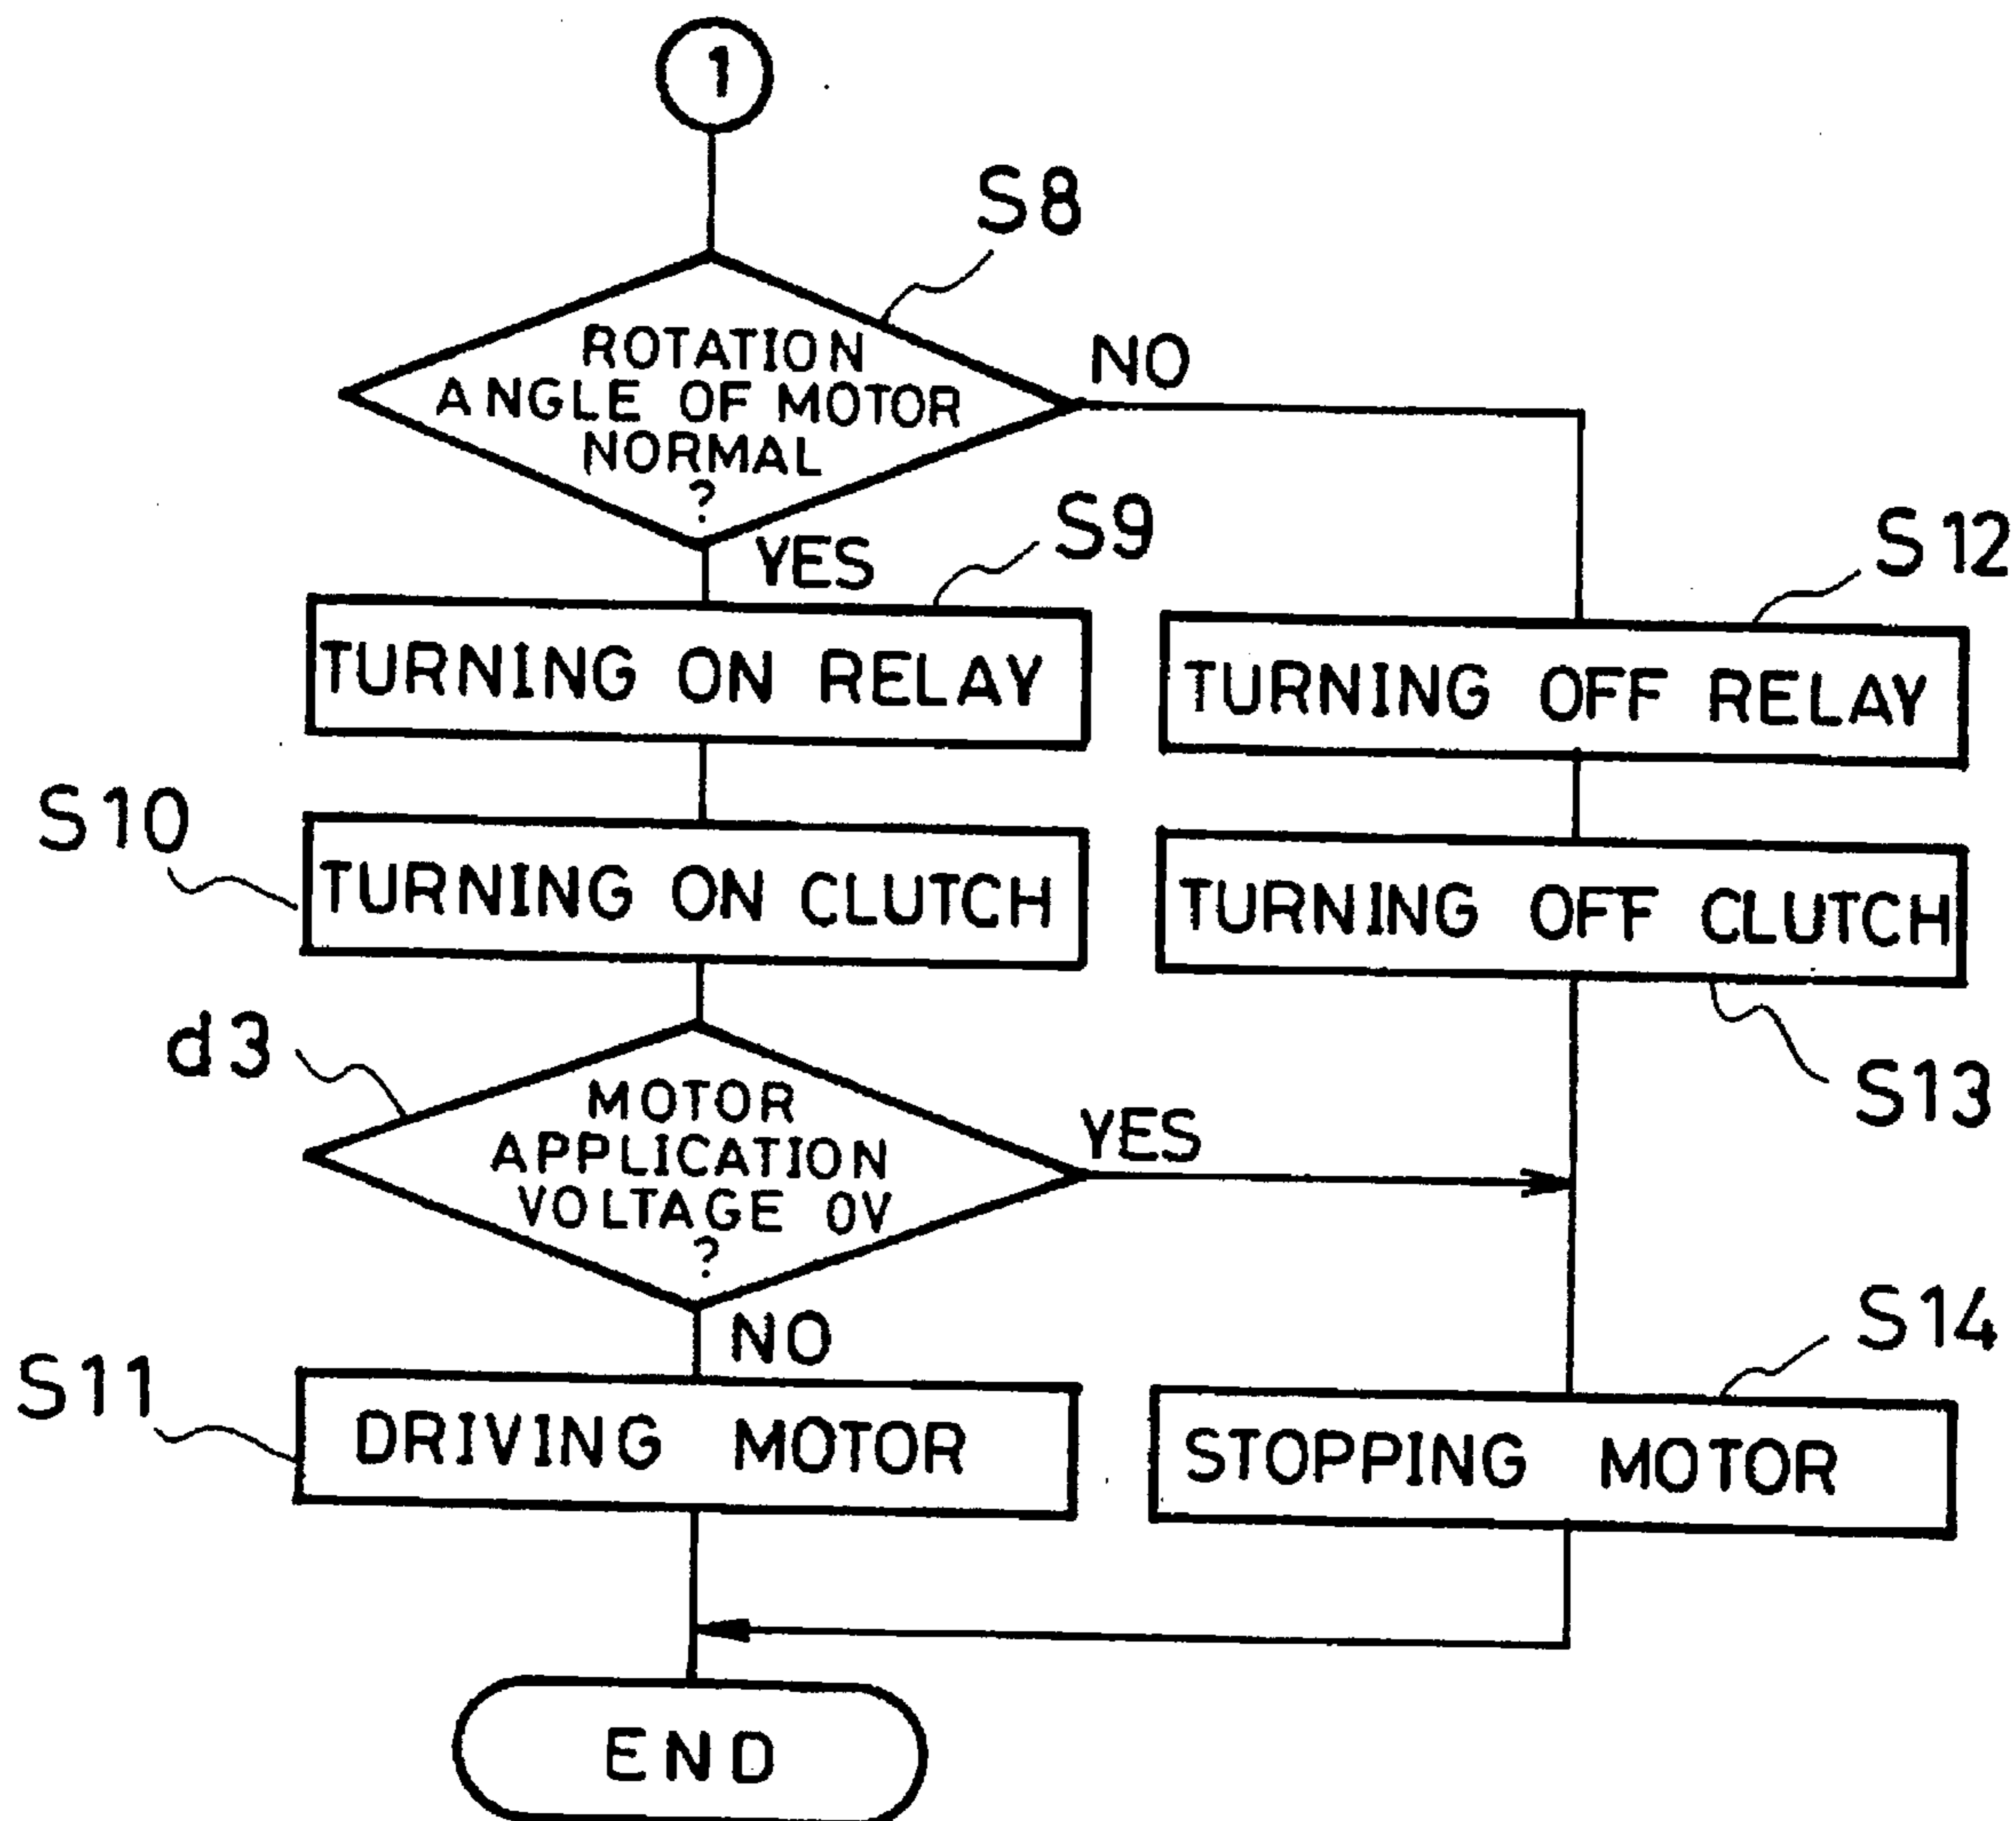 1
S8
ROTATION
ANGLE OF MOTOR
NORMAL
?
NO
YES
S9
S12
TURNING ON RELAY
TURNING OFF RELAY
S10
TURNING ON CLUTCH
TURNING OFF CLUTCH
d3
S13
MOTOR
APPLICATION
VOLTAGE 0V
?
YES
NO
S14
S11
DRIVING MOTOR
STOPPING MOTOR
END